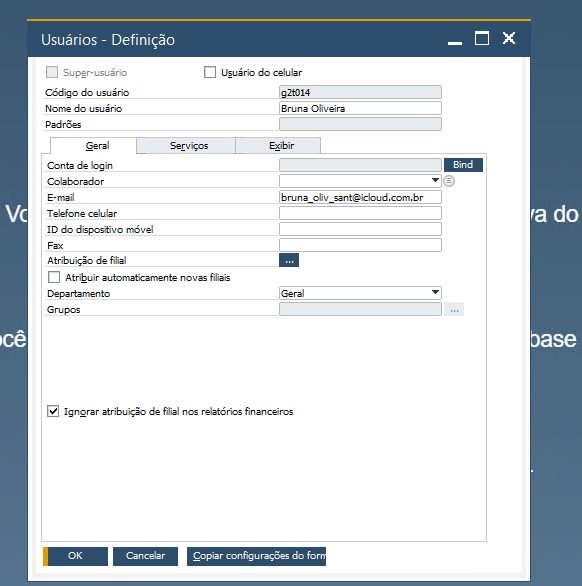 Usuários - Definição
Super-usuário
Usuário do celular
Código do usuário g2t014
Nome do usuário Bruna Oliveira
Padrões
Geral Serviços Exibir
Conta de login Bind
Colaborador
E-mail bruna_oliv_sant@icloud.com.br
Telefone celular
ID do dispositivo móvel
Vo
va do
Fax
Atribuição de filial ...
Atribuir automaticamente novas filiais
Departamento Geral
Grupos ...
ocê
base
Ignorar atribuição de filial nos relatórios financeiros
.
OK Cancelar Copiar configurações do form